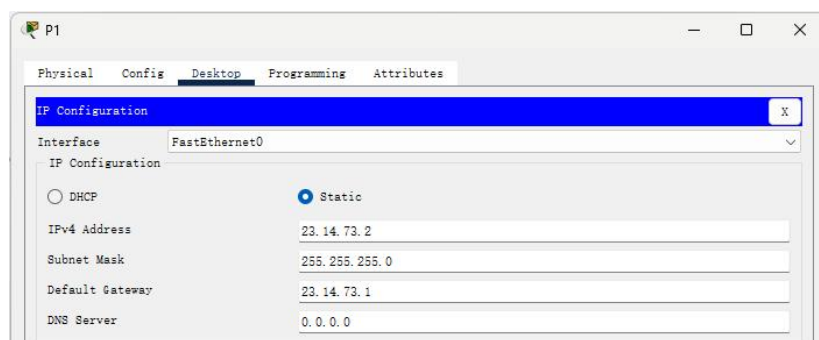 P1
Physical Config Desktop Programming Attributes
IP Configuration X
Interface FastEthernet0
IP Configuration
DHCP Static
IPv4 Address 23.14.73.2
Subnet Mask 255.255.255.0
Default Gateway 23.14.73.1
DNS Server 0.0.0.0